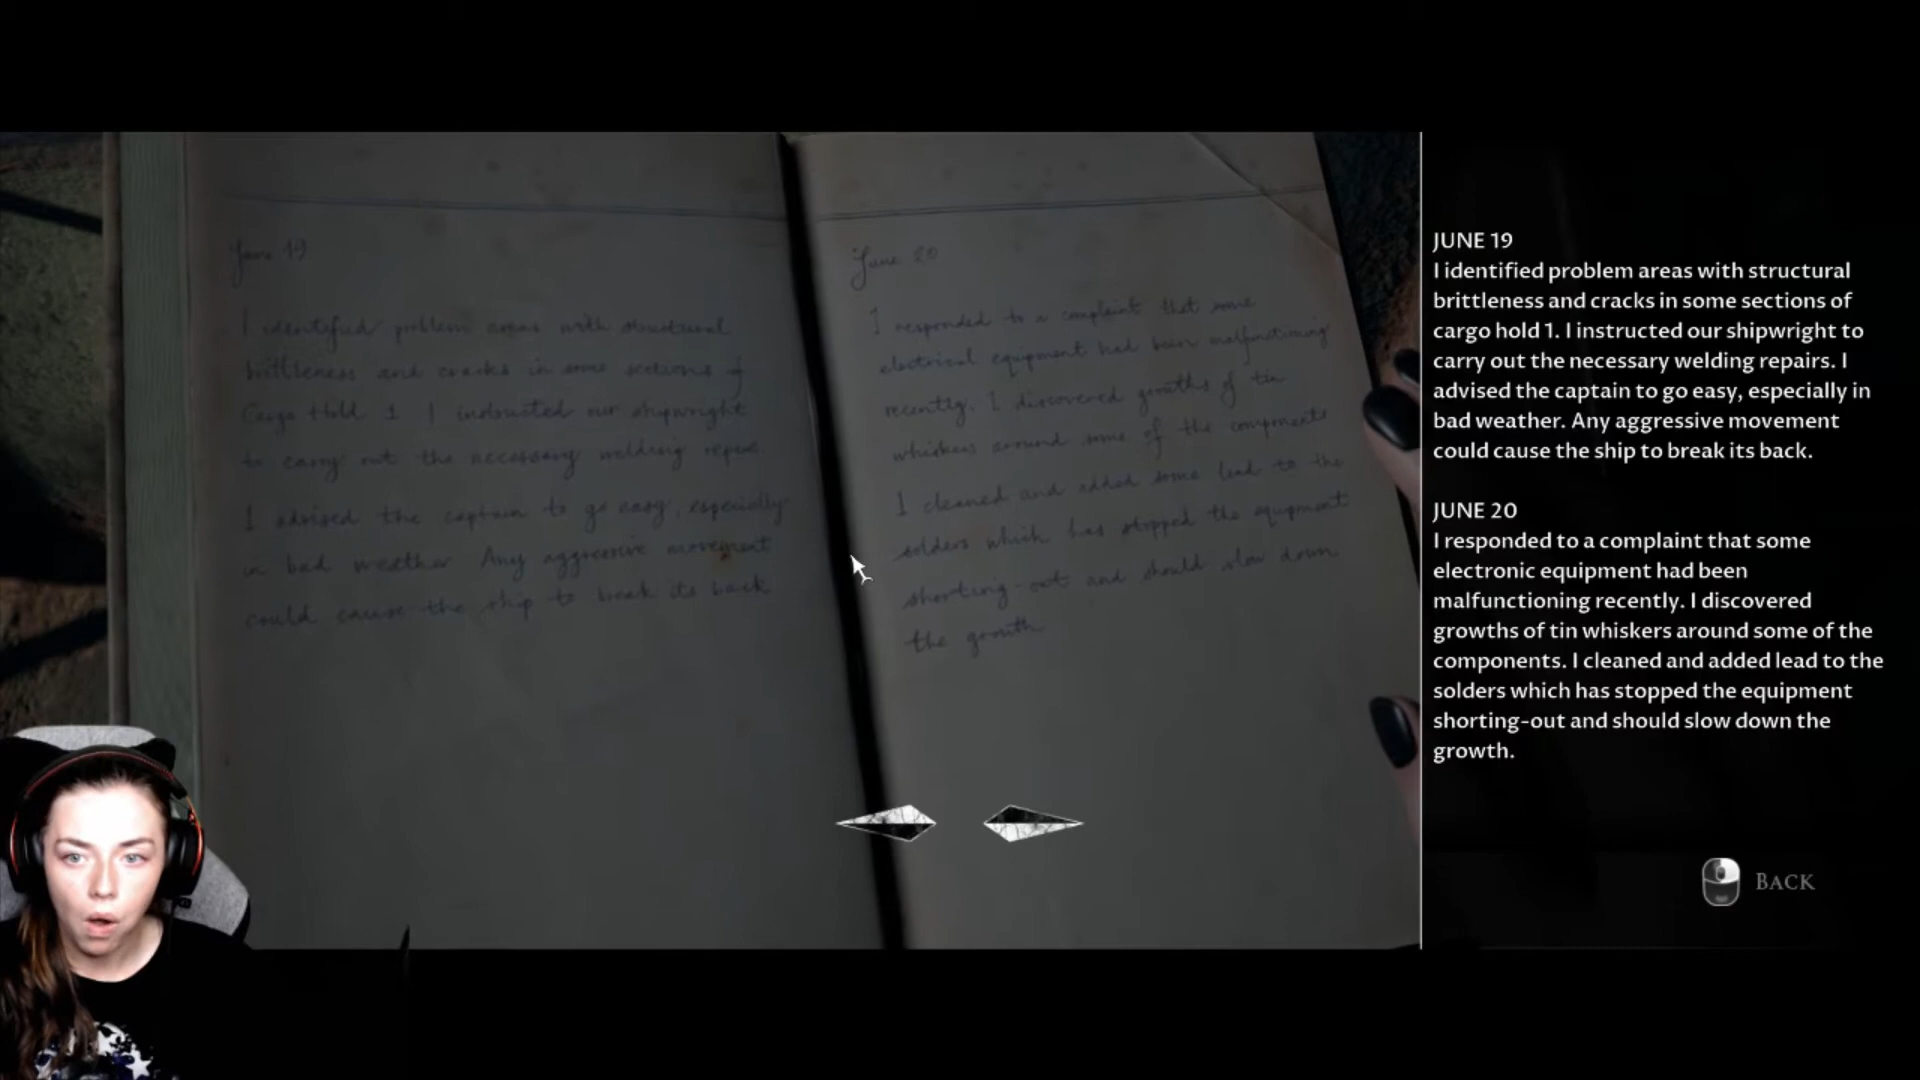 June 19
I identified problem areas with structural
brittleness and cracks in some sections of
Cargo Hold 1 I instructed our shipwright
to carry out the necessary welding repairs
I advised the captain to go easy, especially
in bad weather Any aggressive movement
could cause the ship to break its back
June 20
I responded to a complaint that some
electrical equipment had been malfunctioning
recently. I discovered growths of tin
whiskers around some of the components
I cleaned and added some lead to the
solders which has stopped the equipment
shorting-out and should slow down
the growth
JUNE 19
I identified problem areas with structural
brittleness and cracks in some sections of
cargo hold 1. I instructed our shipwright to
carry out the necessary welding repairs. I
advised the captain to go easy, especially in
bad weather. Any aggressive movement
could cause the ship to break its back.
JUNE 20
I responded to a complaint that some
electronic equipment had been
malfunctioning recently. I discovered
growths of tin whiskers around some of the
components. I cleaned and added lead to the
solders which has stopped the equipment
shorting-out and should slow down the
growth.
BACK